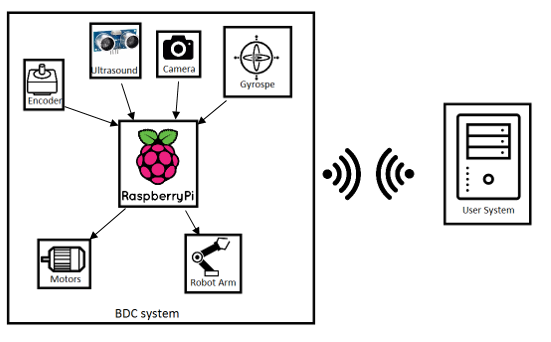 Ultrasound
Camera
Encoder
Gyrospe
RaspberryPi
User System
Motors
Robot Arm
BDC system